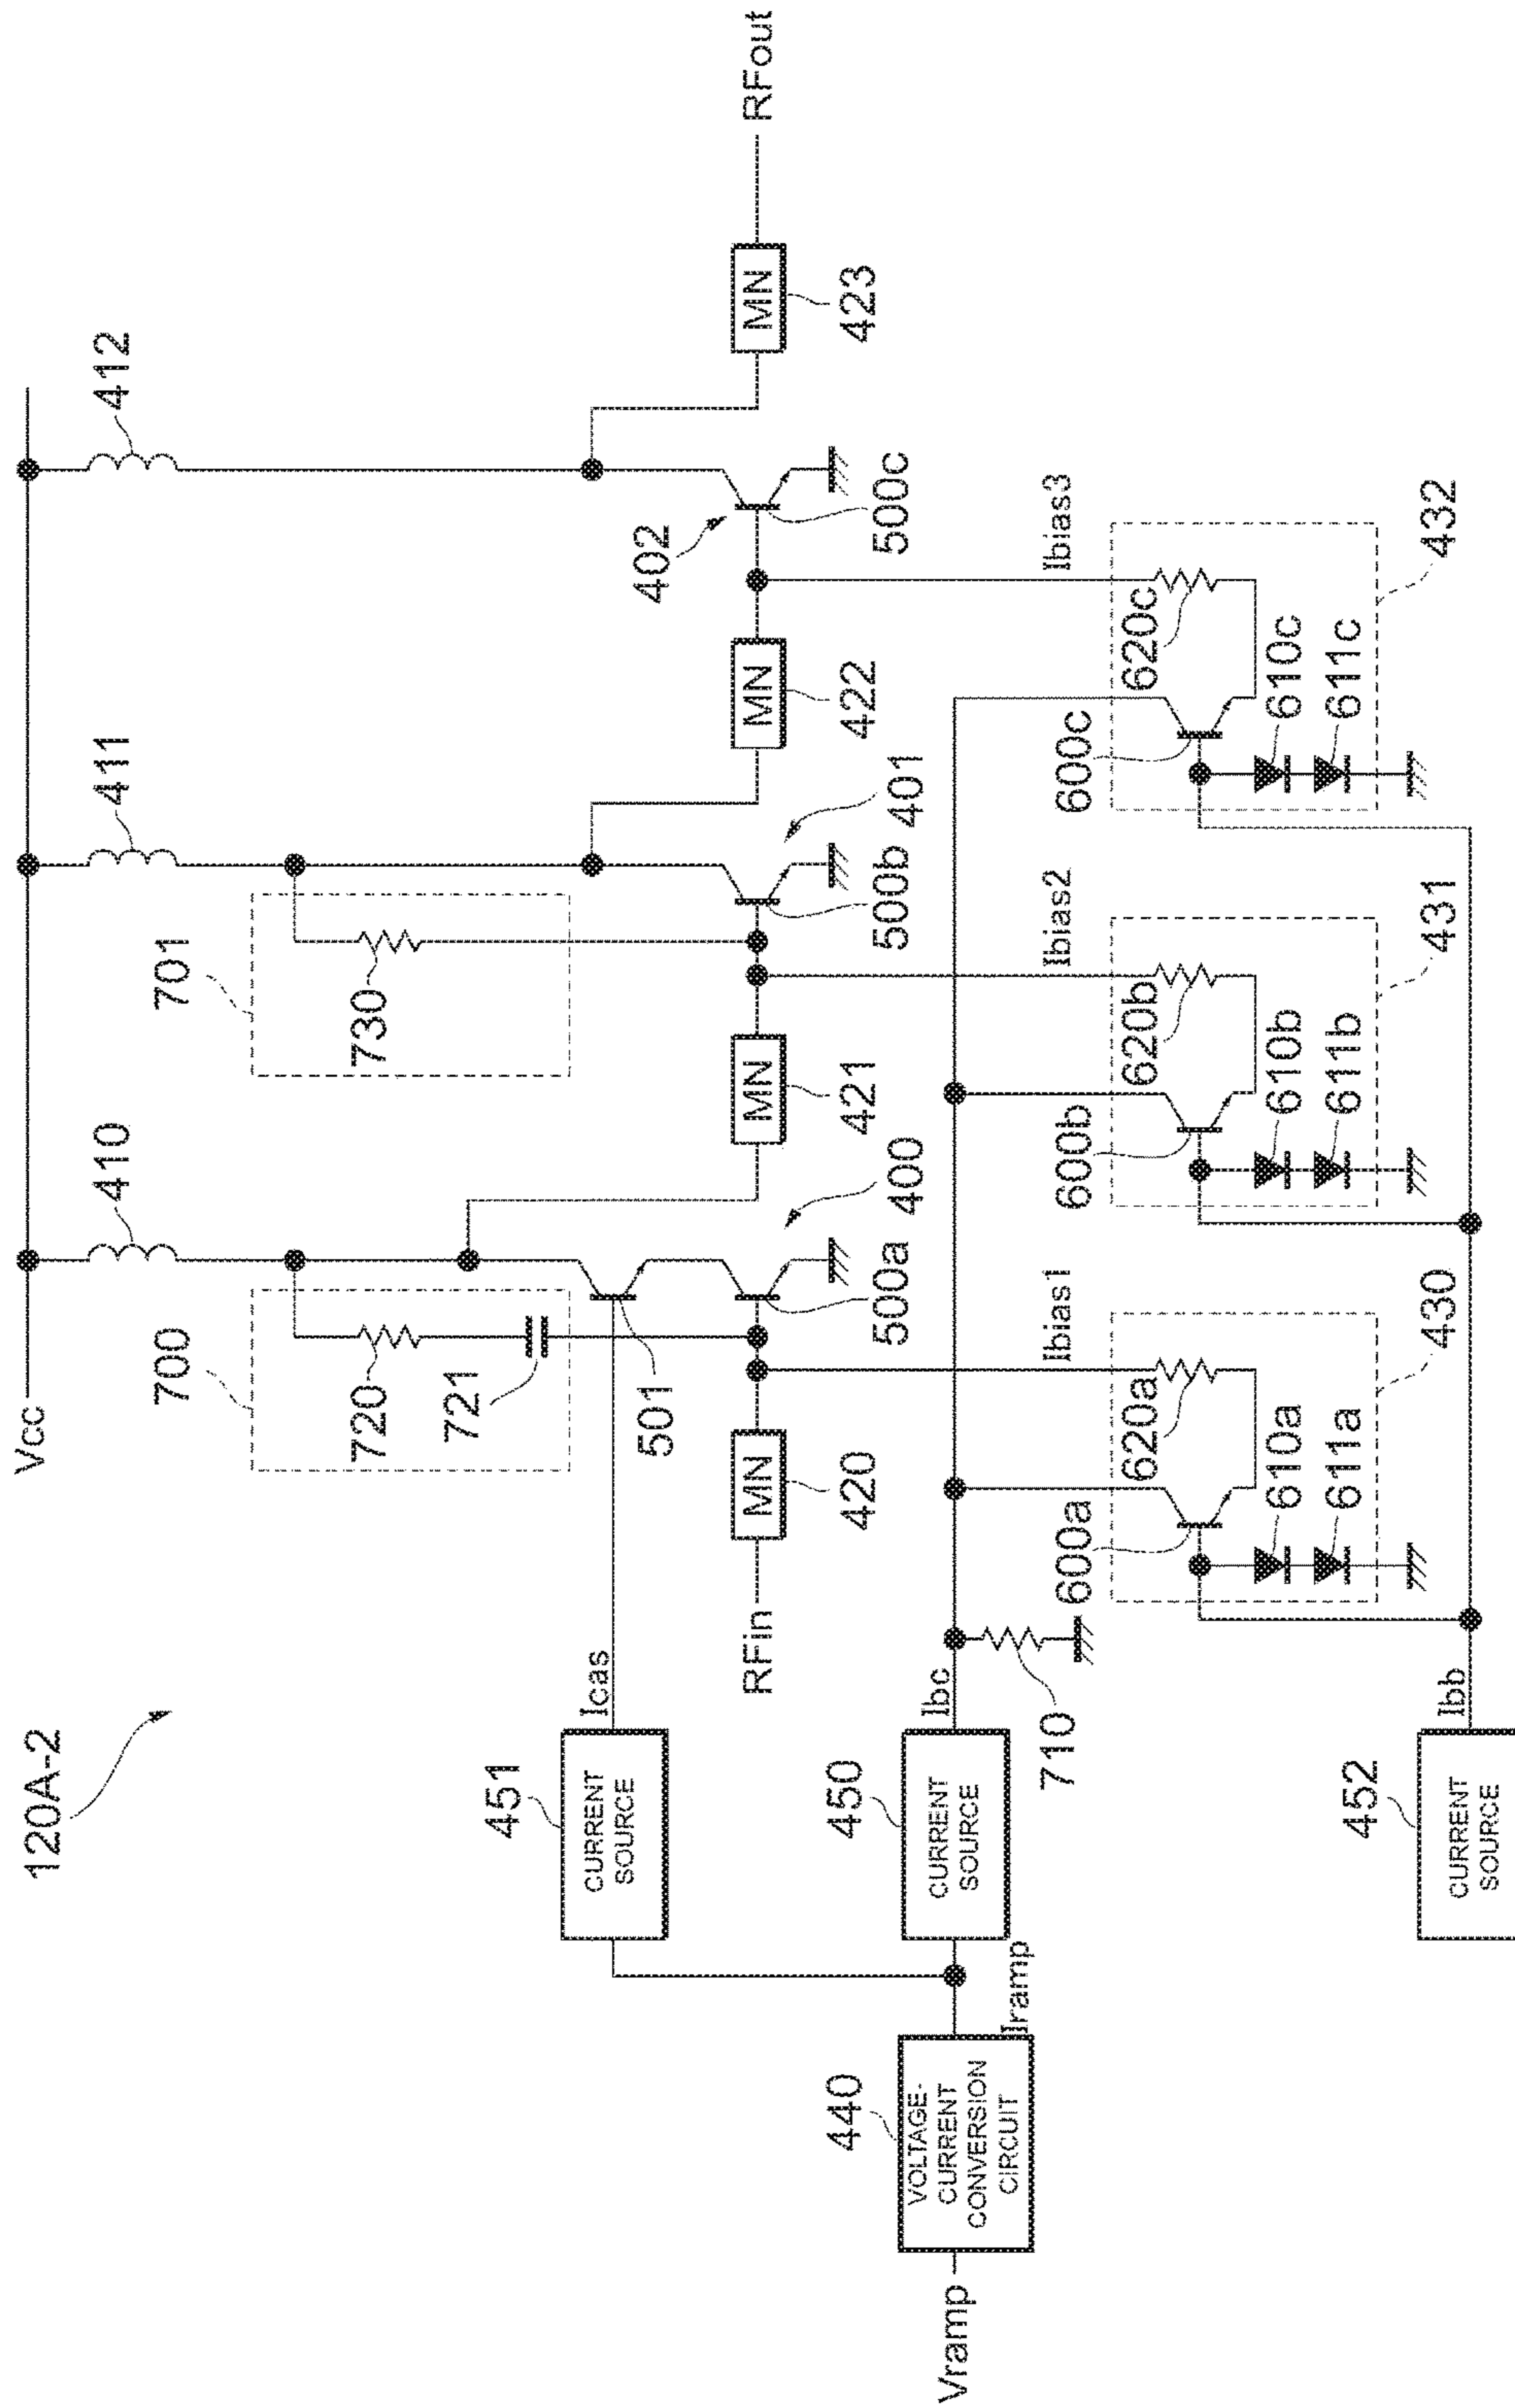 120A-2
Vcc
410
411
412
700
701
720
721
730
501
451
CURRENT
SOURCE
Icas
RFin
MN
420
500a
400
MN
421
500b
401
MN
422
402
500c
MN
423
RFout
Vramp
440
VOLTAGE-
CURRENT
CONVERSION
CIRCUIT
Iramp
450
CURRENT
SOURCE
Ibc
710
Ibias1
Ibias2
Ibias3
600a
620a
610a
611a
430
600b
620b
610b
611b
431
600c
620c
610c
611c
432
452
CURRENT
SOURCE
Ibb